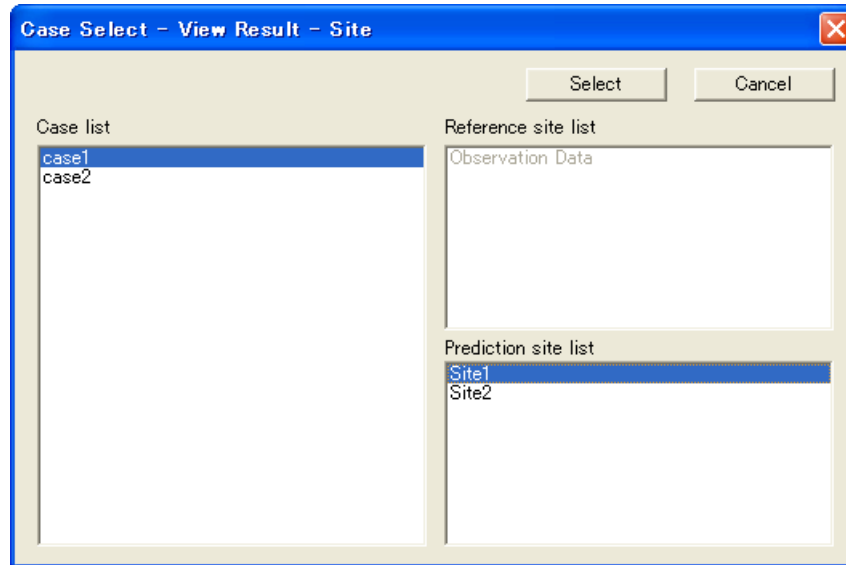 Case Select - View Result - Site
Select
Cancel
Case list
case1
case2
Reference site list
Observation Data
Prediction site list
Site1
Site2